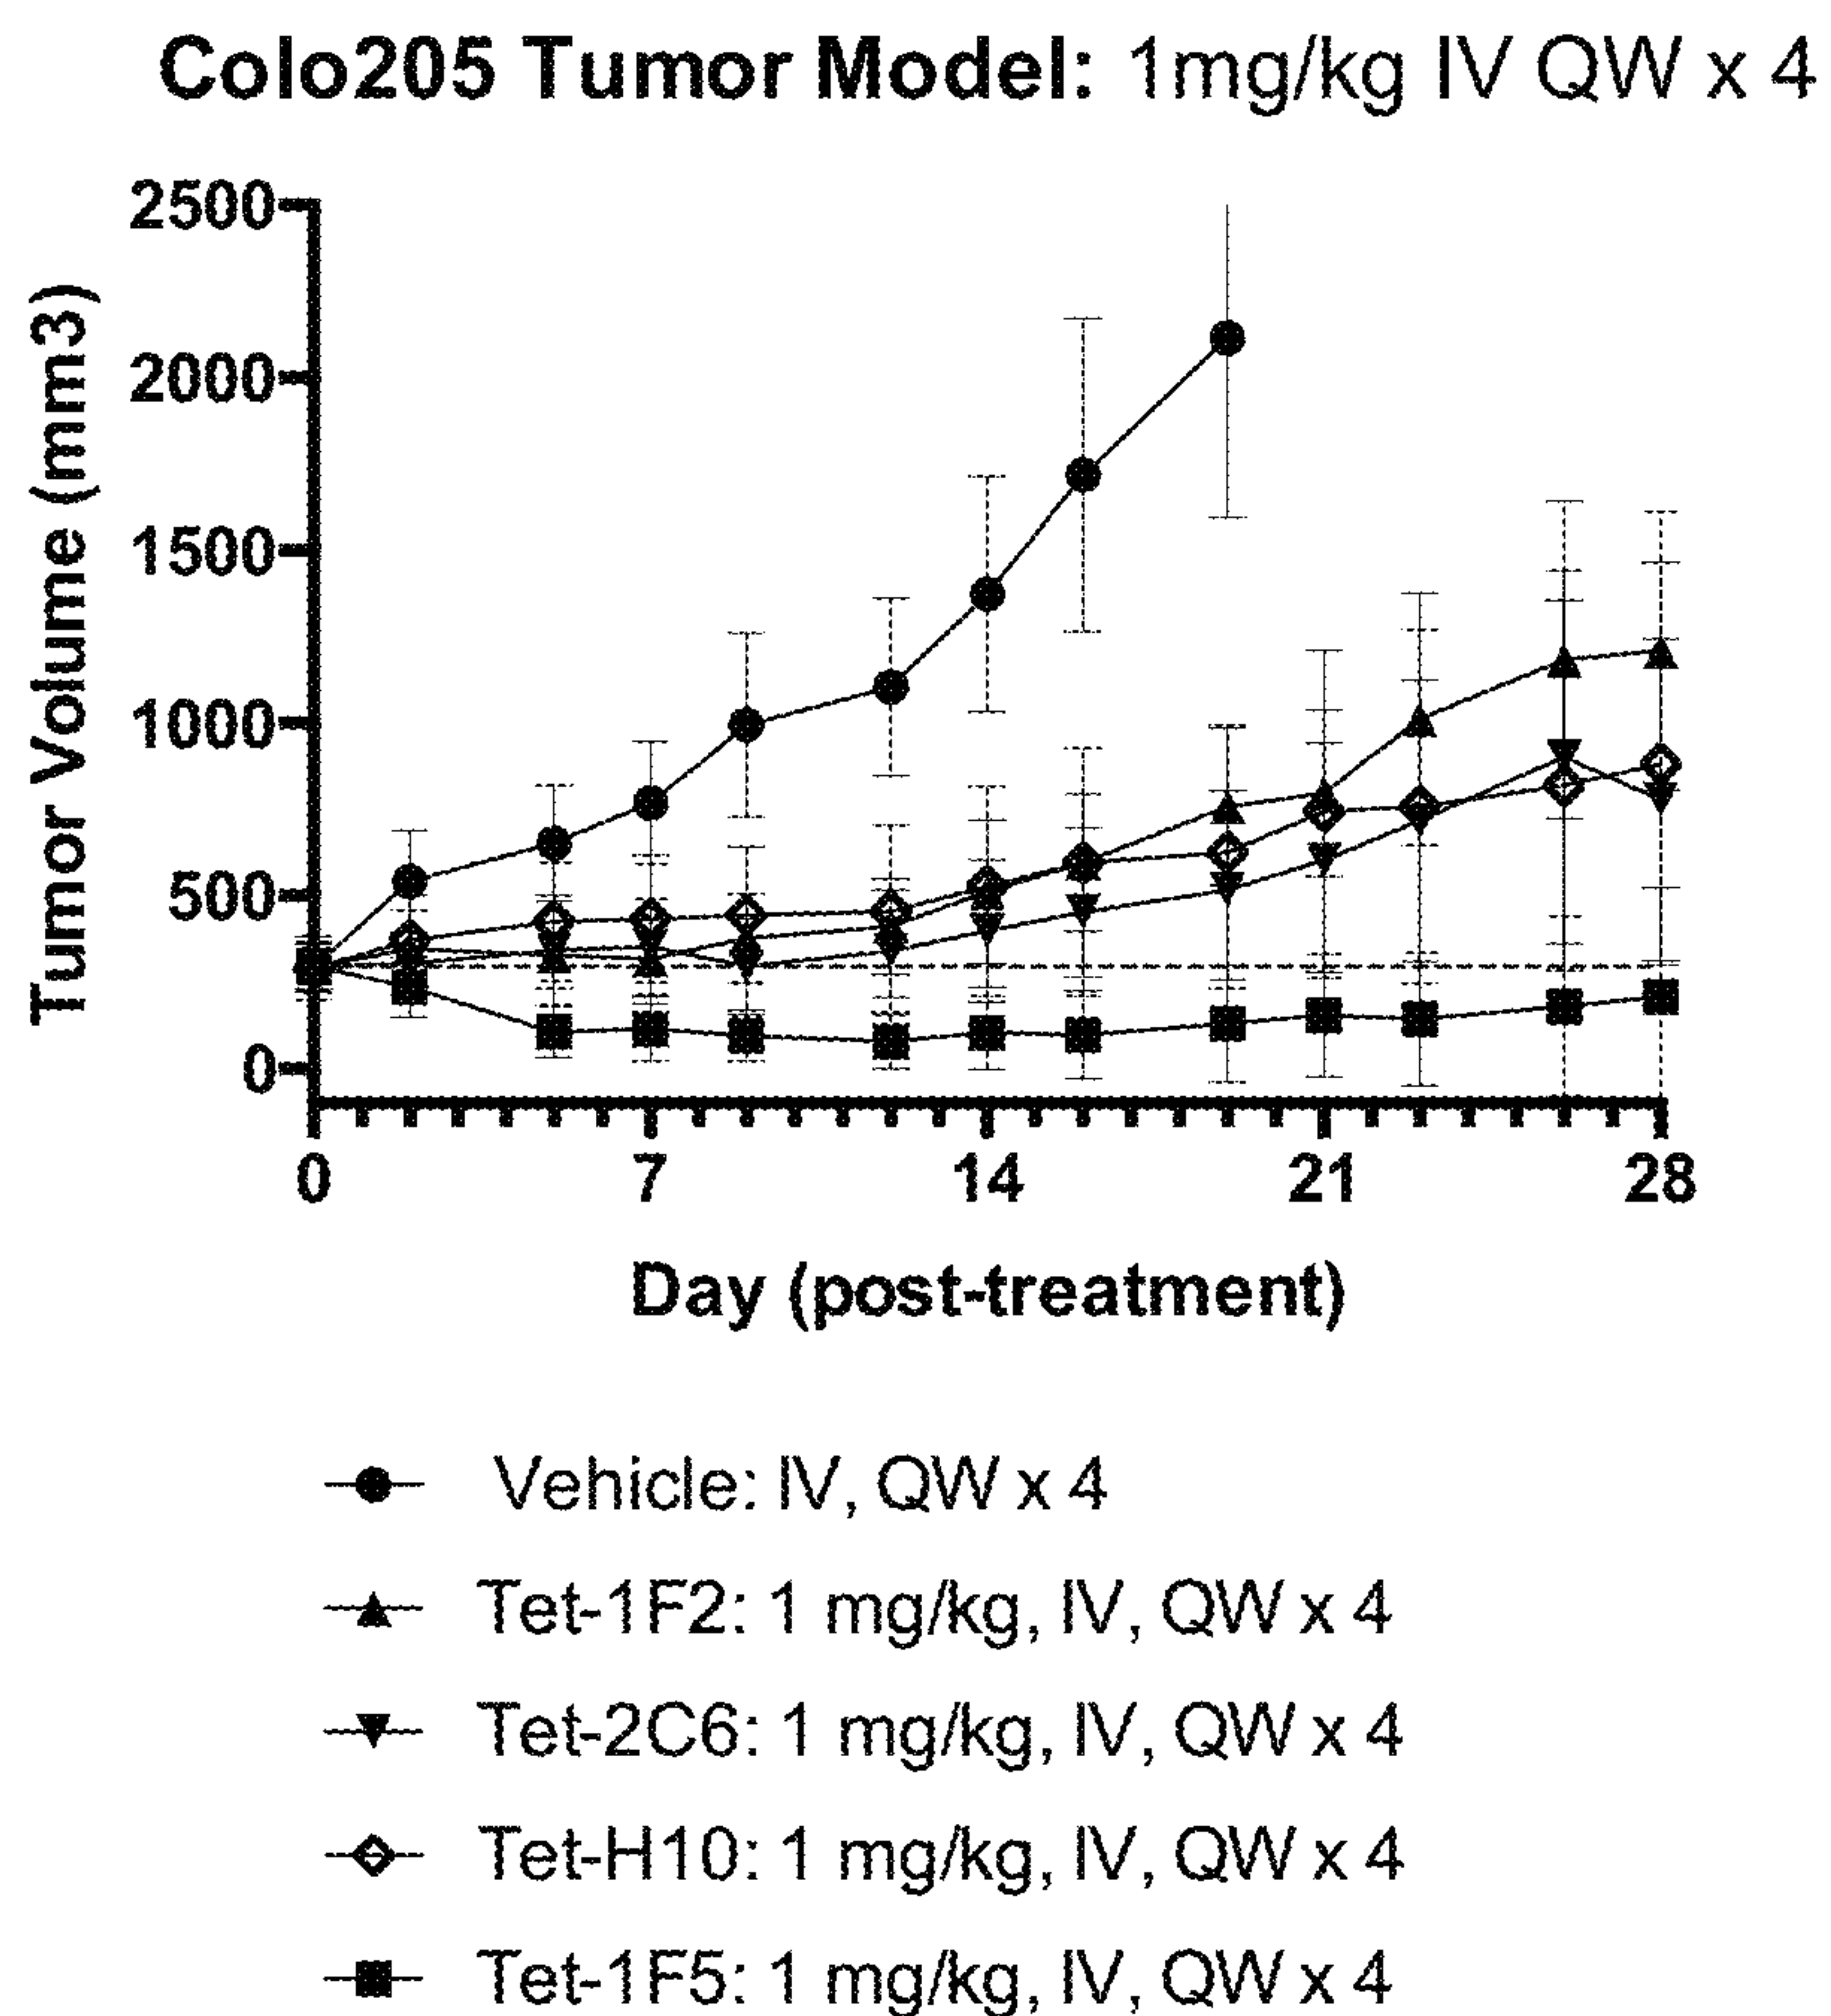 Colo205 Tumor Model: 1mg/kg IV QW x 4
Tumor Volume (mm3)
2500
2000
1500
1000
500
0
0 7 14 21 28
Day (post-treatment)
Vehicle: IV, QW x 4
Tet-1F2: 1 mg/kg, IV, QW x 4
Tet-2C6: 1 mg/kg, IV, QW x 4
Tet-H10: 1 mg/kg, IV, QW x 4
Tet-1F5: 1 mg/kg, IV, QW x 4